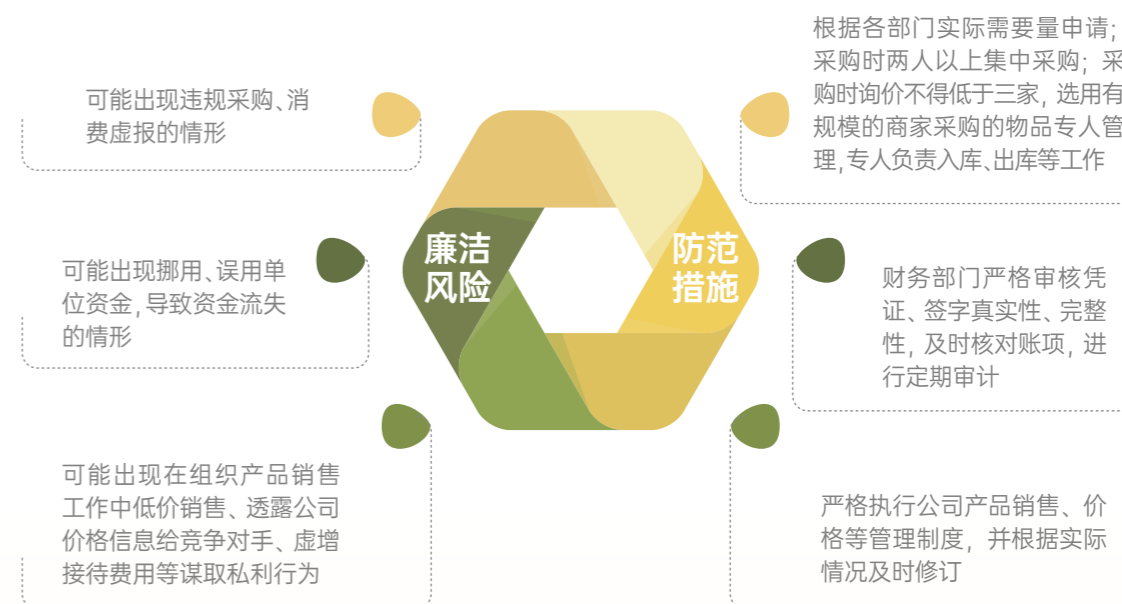 可能出现违规采购、消
费虚报的情形
可能出现挪用、误用单
位资金,导致资金流失
的情形
可能出现在组织产品销售
工作中低价销售、透露公司
价格信息给竞争对手、虚增
接待费用等谋取私利行为
廉洁
风险
防范
措施
根据各部门实际需要量申请;
采购时两人以上集中采购; 采
购时询价不得低于三家, 选用有
规模的商家采购的物品专人管
理,专人负责入库、出库等工作
财务部门严格审核凭
证、签字真实性、完整
性, 及时核对账项, 进
行定期审计
严格执行公司产品销售、价
格等管理制度, 并根据实际
情况及时修订